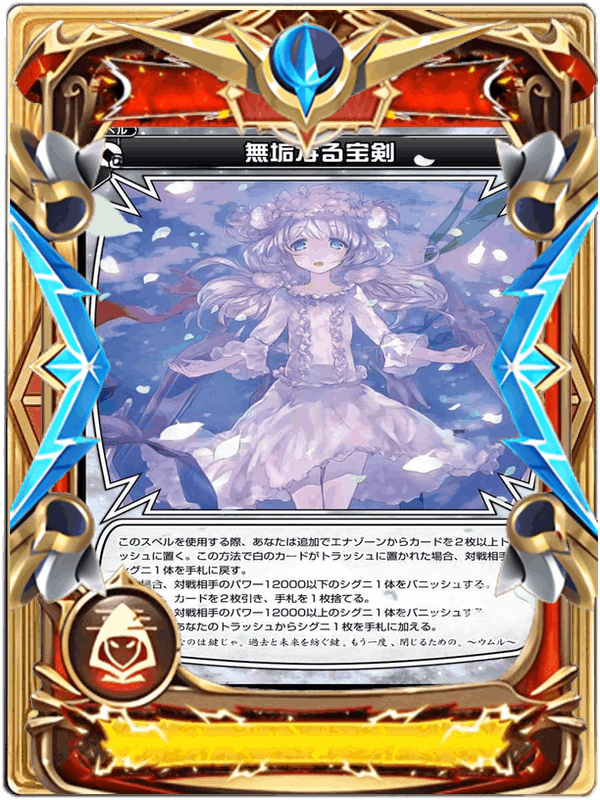 ペル
無垢なる宝剣
このスペルを使用する際、あなたは追加でエナゾーンからカードを２枚以上ト
ッシュに置く。この方法で白のカードがトラッシュに置かれた場合、対戦相手
シグニ１体を手札に戻す。
場合、対戦相手のパワー12000以下のシグニ１体をバニッシュする。
カードを２枚引き、手札を１枚捨てる。
対戦相手のパワー12000以上のシグニ１体をバニッシュす
あなたのトラッシュからシグニ１枚を手札に加える。
なのは鍵じゃ。過去と未来を紡ぐ鍵。もう一度、閉じるための。～ウムル～